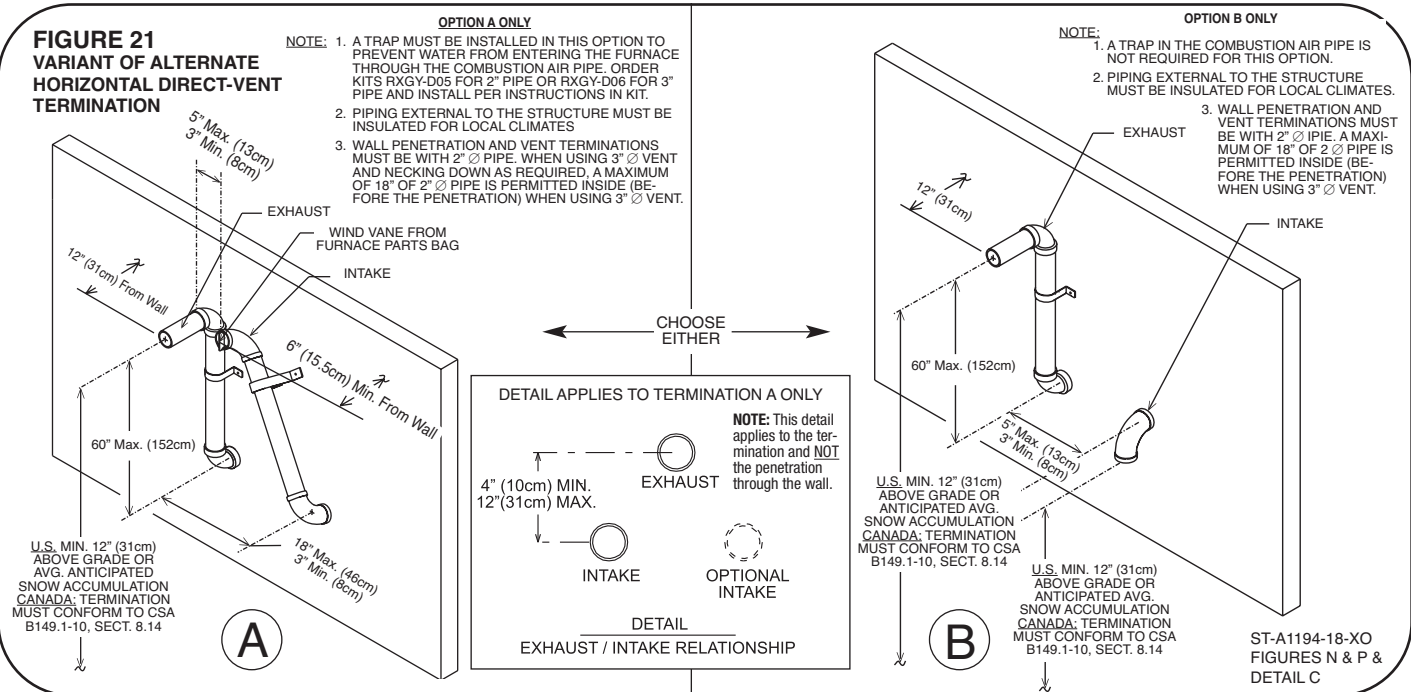 FIGURE 21
VARIANT OF ALTERNATE
HORIZONTAL DIRECT-VENT
TERMINATION
OPTION A ONLY
NOTE: 1. A TRAP MUST BE INSTALLED IN THIS OPTION TO
PREVENT WATER FROM ENTERING THE FURNACE
THROUGH THE COMBUSTION AIR PIPE. ORDER
KITS RXGY-D05 FOR 2" PIPE OR RXGY-D06 FOR 3"
PIPE AND INSTALL PER INSTRUCTIONS IN KIT.
2. PIPING EXTERNAL TO THE STRUCTURE MUST BE
INSULATED FOR LOCAL CLIMATES
3. WALL PENETRATION AND VENT TERMINATIONS
MUST BE WITH 2" ∅ PIPE. WHEN USING 3" ∅ VENT
AND NECKING DOWN AS REQUIRED, A MAXIMUM
OF 18" OF 2" ∅ PIPE IS PERMITTED INSIDE (BE-
FORE THE PENETRATION) WHEN USING 3" ∅ VENT.
5" Max. (13cm)
3" Min. (8cm)
EXHAUST
WIND VANE FROM
FURNACE PARTS BAG
INTAKE
12" (31cm) From Wall
6" (15.5cm) Min. From Wall
60" Max. (152cm)
18" Max. (46cm)
3" Min. (8cm)
U.S. MIN. 12" (31cm)
ABOVE GRADE OR
AVG. ANTICIPATED
SNOW ACCUMULATION
CANADA: TERMINATION
MUST CONFORM TO CSA
B149.1-10, SECT. 8.14
A
CHOOSE
EITHER
DETAIL APPLIES TO TERMINATION A ONLY
NOTE: This detail
applies to the ter-
mination and NOT
the penetration
through the wall.
4" (10cm) MIN.
12"(31cm) MAX.
EXHAUST
INTAKE
OPTIONAL
INTAKE
DETAIL
EXHAUST / INTAKE RELATIONSHIP
OPTION B ONLY
NOTE:
1. A TRAP IN THE COMBUSTION AIR PIPE IS
NOT REQUIRED FOR THIS OPTION.
2. PIPING EXTERNAL TO THE STRUCTURE
MUST BE INSULATED FOR LOCAL CLIMATES.
3. WALL PENETRATION AND
VENT TERMINATIONS MUST
BE WITH 2" ∅ IPIE. A MAXI-
MUM OF 18" OF 2 ∅ PIPE IS
PERMITTED INSIDE (BE-
FORE THE PENETRATION)
WHEN USING 3" ∅ VENT.
EXHAUST
INTAKE
12" (31cm)
60" Max. (152cm)
5" Max. (13cm)
3" Min. (8cm)
U.S. MIN. 12" (31cm)
ABOVE GRADE OR
ANTICIPATED AVG.
SNOW ACCUMULATION
CANADA: TERMINATION
MUST CONFORM TO CSA
B149.1-10, SECT. 8.14
U.S. MIN. 12" (31cm)
ABOVE GRADE OR
ANTICIPATED AVG.
SNOW ACCUMULATION
CANADA: TERMINATION
MUST CONFORM TO CSA
B149.1-10, SECT. 8.14
B
ST-A1194-18-XO
FIGURES N & P &
DETAIL C